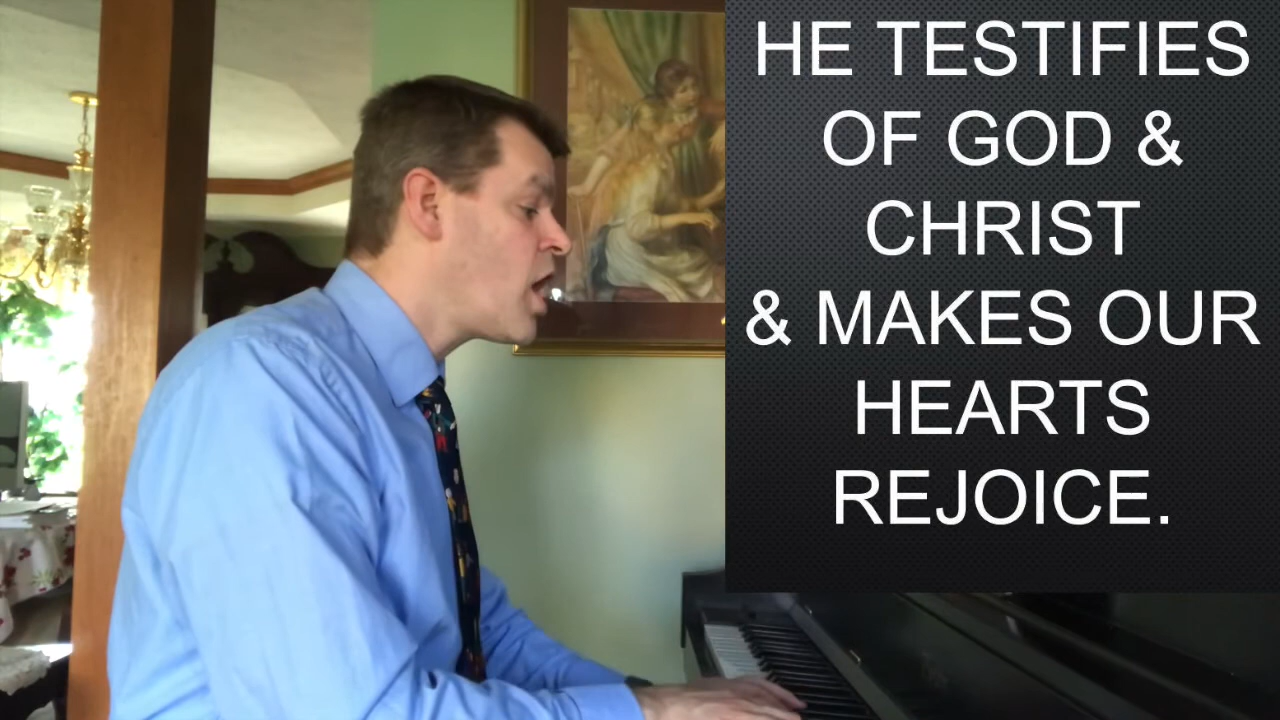 HE TESTIFIES
OF GOD &
CHRIST
& MAKES OUR
HEARTS
REJOICE.